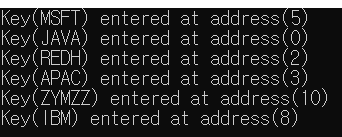 Key(MSFT) entered at address(5)
Key(JAVA) entered at address(0)
Key(REDH) entered at address(2)
Key(APAC) entered at address(3)
Key(ZYMZZ) entered at address(10)
Key(IBM) entered at address(8)